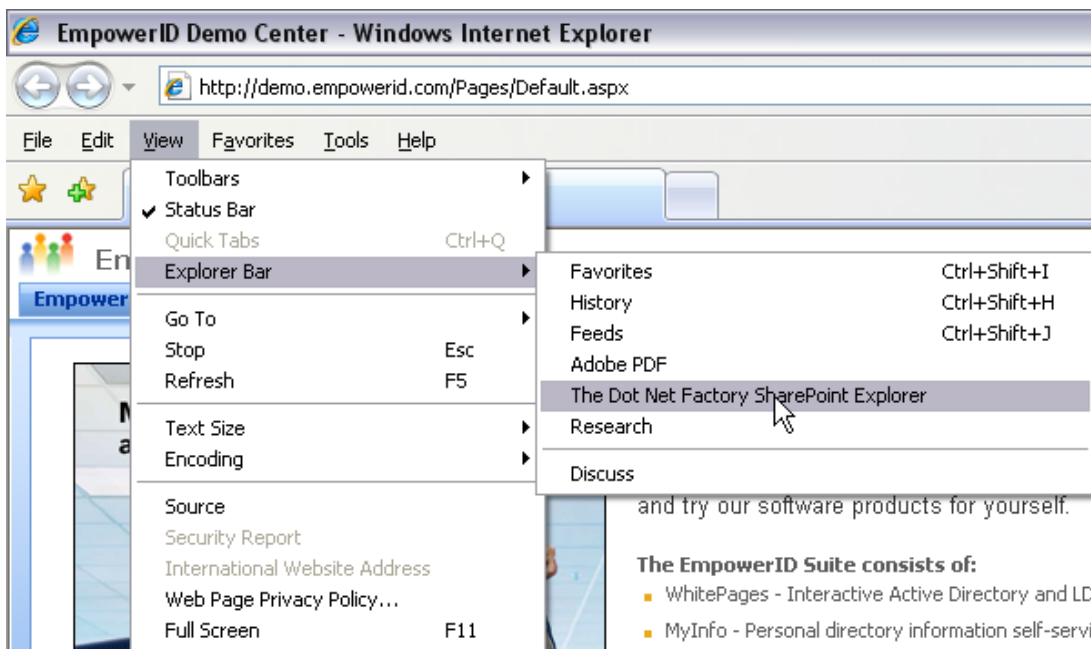 EmpowerID Demo Center - Windows Internet Explorer
http://demo.empowerid.com/Pages/Default.aspx
File Edit View Favorites Tools Help
Toolbars
Status Bar
Quick Tabs Ctrl+Q
Explorer Bar
Go To
Stop Esc
Refresh F5
Text Size
Encoding
Source
Security Report
International Website Address
Web Page Privacy Policy...
Full Screen F11
Favorites Ctrl+Shift+I
History Ctrl+Shift+H
Feeds Ctrl+Shift+J
Adobe PDF
The Dot Net Factory SharePoint Explorer
Research
Discuss
En
Empower
and try our software products for yourself.
The EmpowerID Suite consists of:
WhitePages - Interactive Active Directory and LD
MyInfo - Personal directory information self-servi